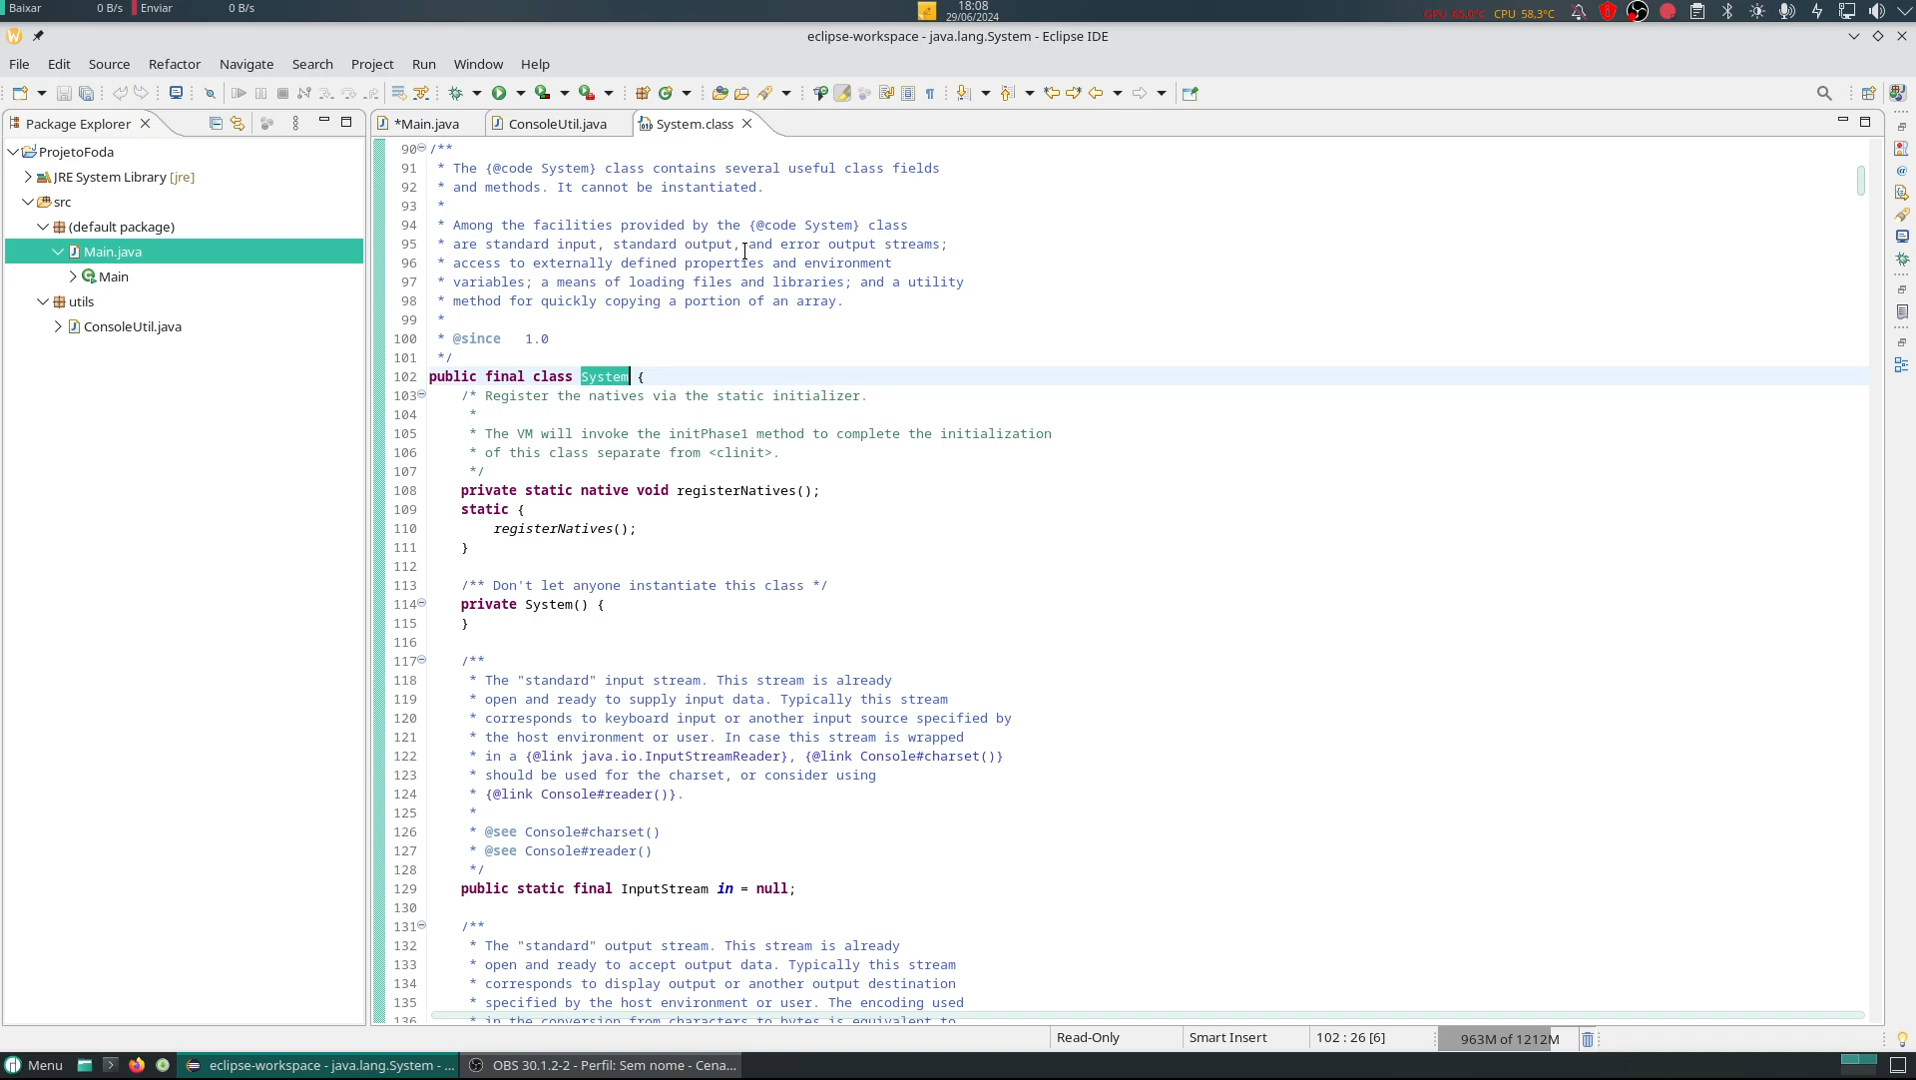 Baixar 0 B/s Enviar 0 B/s
18:08
29/06/2024
GPU 65,0°C CPU 58,3°C
eclipse-workspace - java.lang.System - Eclipse IDE
File Edit Source Refactor Navigate Search Project Run Window Help
Package Explorer
*Main.java ConsoleUtil.java System.class
ProjetoFoda
JRE System Library [jre]
src
(default package)
Main.java
Main
utils
ConsoleUtil.java
90 /**
91 * The {@code System} class contains several useful class fields
92 * and methods. It cannot be instantiated.
93 *
94 * Among the facilities provided by the {@code System} class
95 * are standard input, standard output, and error output streams;
96 * access to externally defined properties and environment
97 * variables; a means of loading files and libraries; and a utility
98 * method for quickly copying a portion of an array.
99 *
100 * @since   1.0
101 */
102 public final class System {
103 /* Register the natives via the static initializer.
104 *
105 * The VM will invoke the initPhase1 method to complete the initialization
106 * of this class separate from <clinit>.
107 */
108 private static native void registerNatives();
109 static {
110 registerNatives();
111 }
112
113 /** Don't let anyone instantiate this class */
114 private System() {
115 }
116
117 /**
118 * The "standard" input stream. This stream is already
119 * open and ready to supply input data. Typically this stream
120 * corresponds to keyboard input or another input source specified by
121 * the host environment or user. In case this stream is wrapped
122 * in a {@link java.io.InputStreamReader}, {@link Console#charset()}
123 * should be used for the charset, or consider using
124 * {@link Console#reader()}.
125 *
126 * @see Console#charset()
127 * @see Console#reader()
128 */
129 public static final InputStream in = null;
130
131 /**
132 * The "standard" output stream. This stream is already
133 * open and ready to accept output data. Typically this stream
134 * corresponds to display output or another output destination
135 * specified by the host environment or user. The encoding used
136 * in the conversion from characters to bytes is equivalent to
Read-Only Smart Insert 102 : 26 [6] 963M of 1212M
Menu eclipse-workspace - java.lang.System - ... OBS 30.1.2-2 - Perfil: Sem nome - Cena...